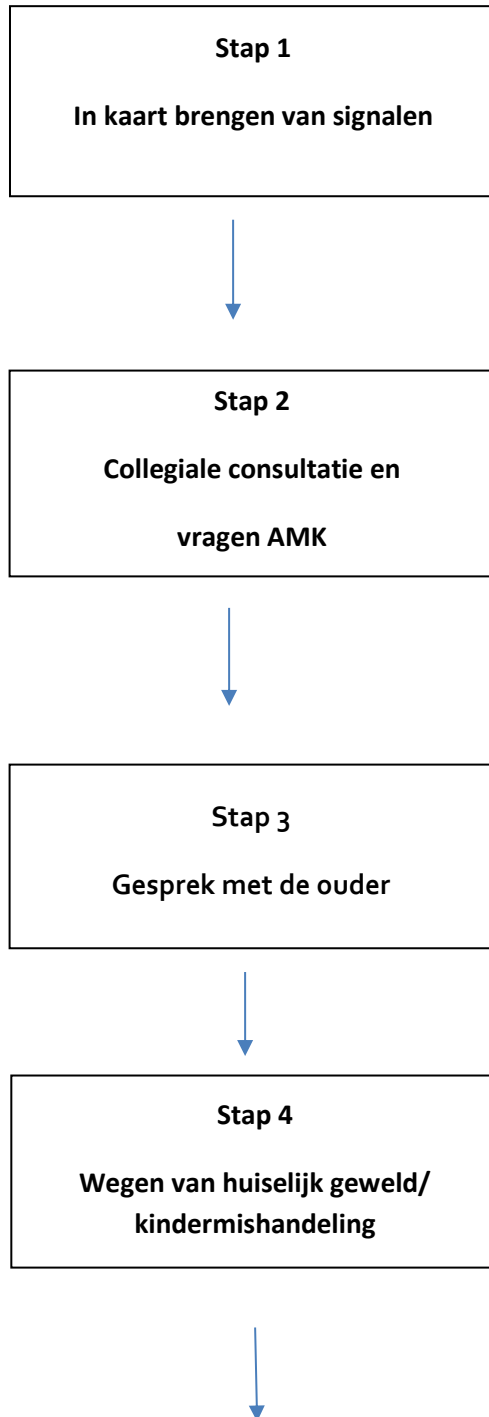 Stap 1
In kaart brengen van signalen
Stap 2
Collegiale consultatie en
vragen AMK
Stap 3
Gesprek met de ouder
Stap 4
Wegen van huiselijk geweld/
kindermishandeling